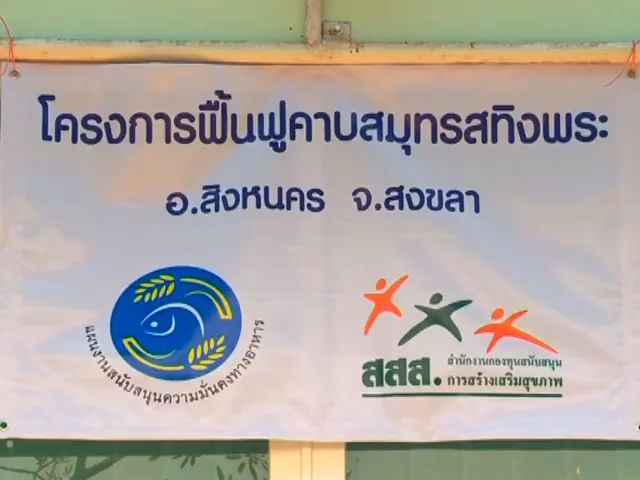 โครงการฟื้นฟูคาบสมุทรสทิงพระ
อ.สิงหนคร จ.สงขลา
แผนงานสนับสนุนความมั่นคงทางอาหาร
สสส.
สำนักงานกองทุนสนับสนุน
การสร้างเสริมสุขภาพ